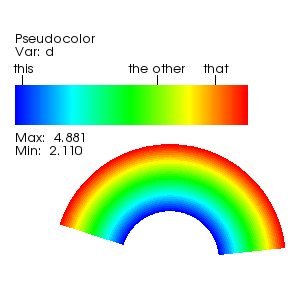 Pseudocolor
Var: d
this the other that
Max: 4.881
Min: 2.110